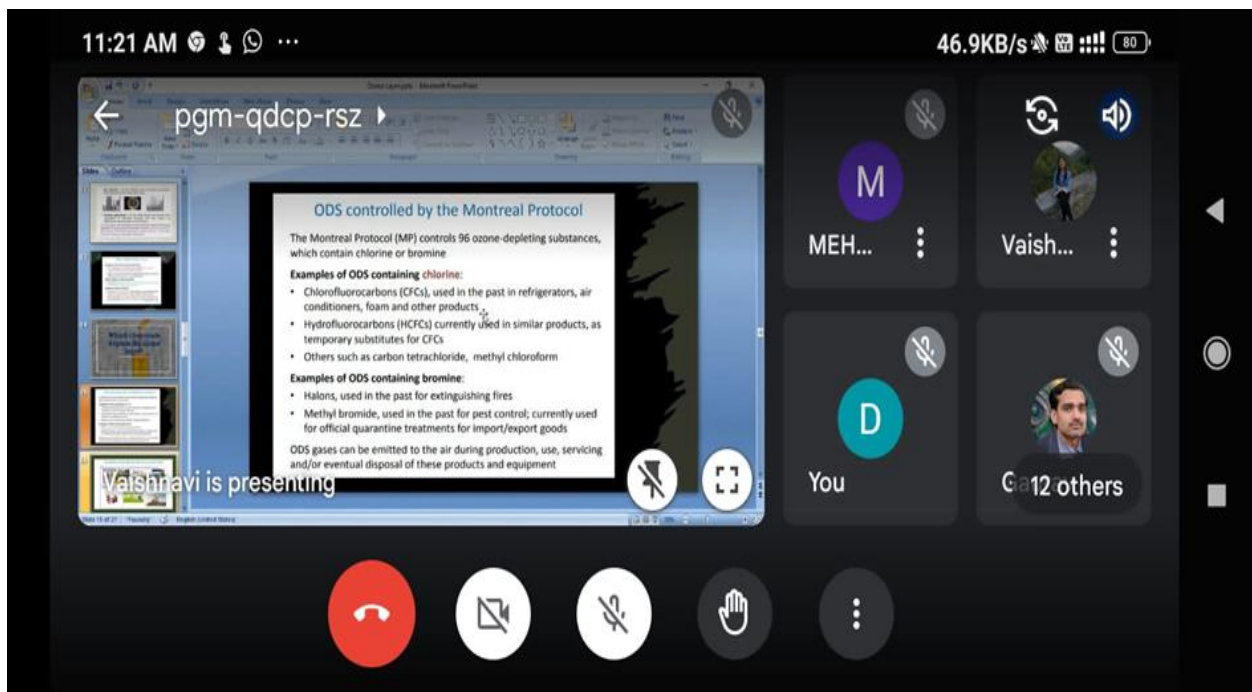 11:21 AM
46.9KB/s
Vo
LTE
80
pgm-qdcp-rsz
Slides Outline
ODS controlled by the Montreal Protocol
The Montreal Protocol (MP) controls 96 ozone-depleting substances,
which contain chlorine or bromine
Examples of ODS containing chlorine:
• Chlorofluorocarbons (CFCs), used in the past in refrigerators, air
conditioners, foam and other products
• Hydrofluorocarbons (HCFCs) currently used in similar products, as
temporary substitutes for CFCs
• Others such as carbon tetrachloride, methyl chloroform
Examples of ODS containing bromine:
• Halons, used in the past for extinguishing fires
• Methyl bromide, used in the past for pest control; currently used
for official quarantine treatments for import/export goods
ODS gases can be emitted to the air during production, use, servicing
and/or eventual disposal of these products and equipment
Vaishnavi is presenting
M
MEH...
Vaish...
D
You
12 others